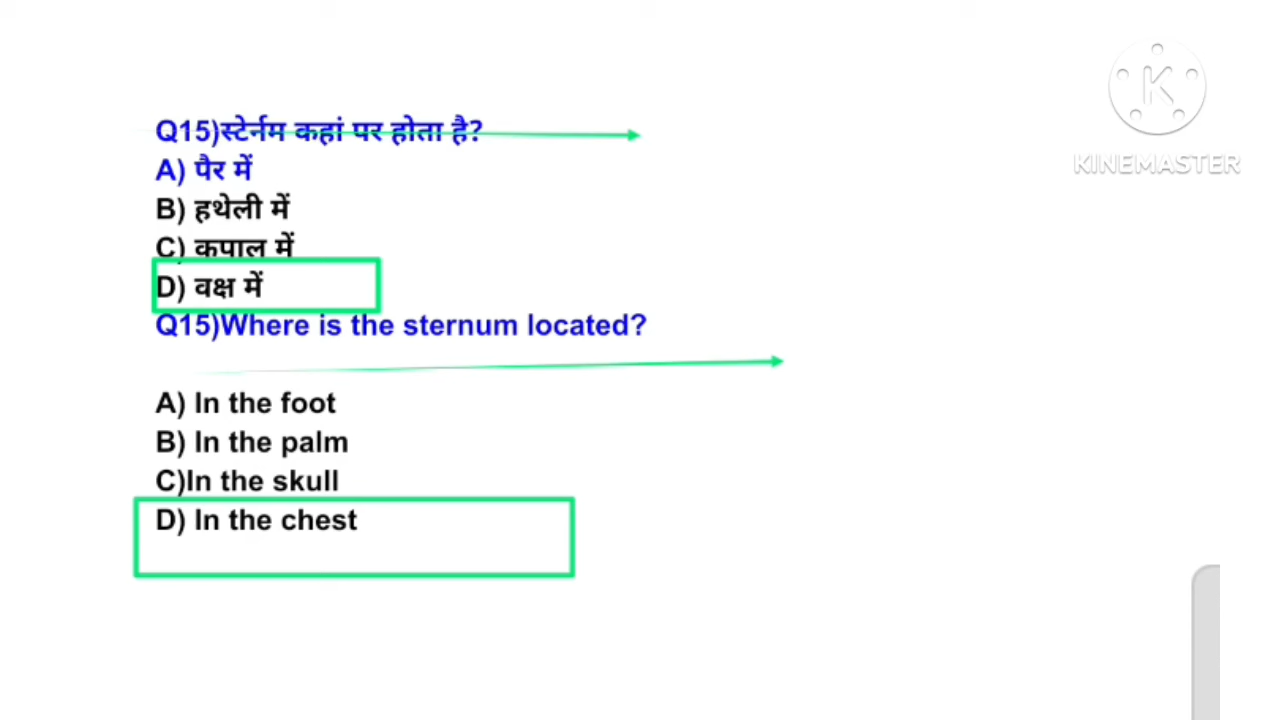 Q15)स्टेर्नम कहां पर होता है?
A) पैर में
B) हथेली में
C) कपाल में
D) वक्ष में
Q15)Where is the sternum located?
A) In the foot
B) In the palm
C)In the skull
D) In the chest
K
KINEMASTER